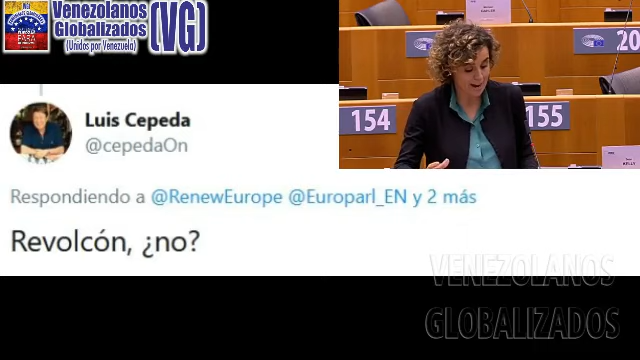 Venezolanos
Globalizados
(Unidos por Venezuela)
(VG)
20
154
155
Luis Cepeda
@cepedaOn
Respondiendo a @RenewEurope @Europarl_EN y 2 más
Revolcón, ¿no?
VENEZOLANOS
GLOBALIZADOS